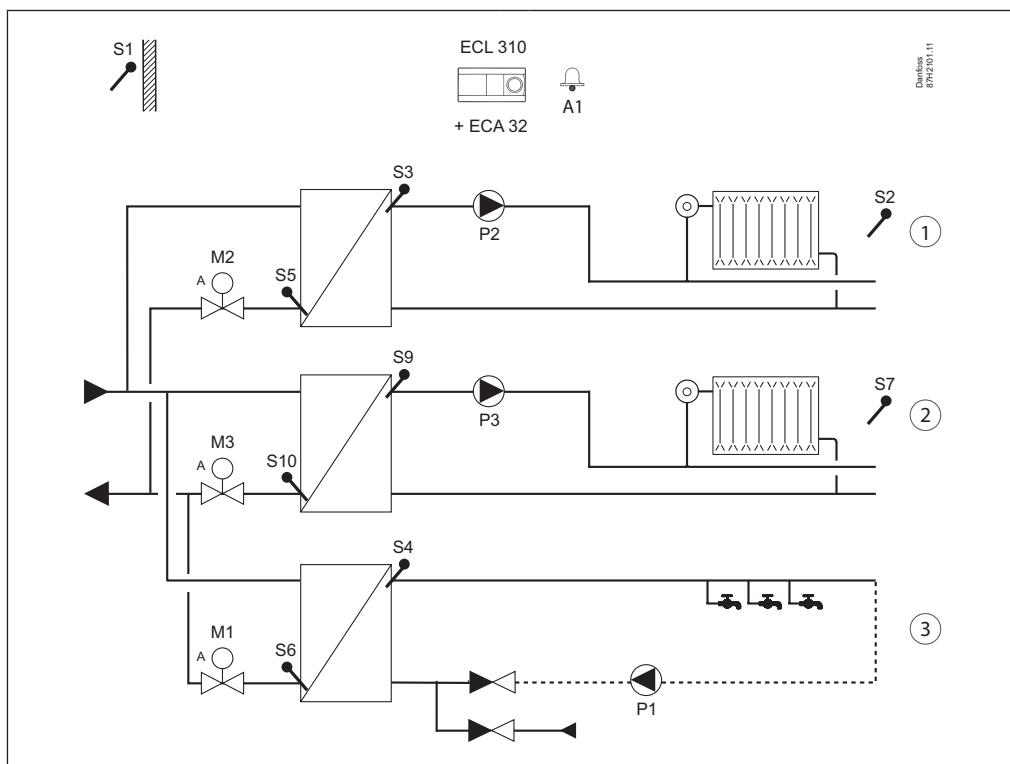 S1
ECL 310
+ ECA 32
A1
Danfoss
87H2101.11
S3
P2
S2
1
M2
A
S5
S9
P3
S7
2
M3
A
S10
S4
3
M1
A
S6
P1